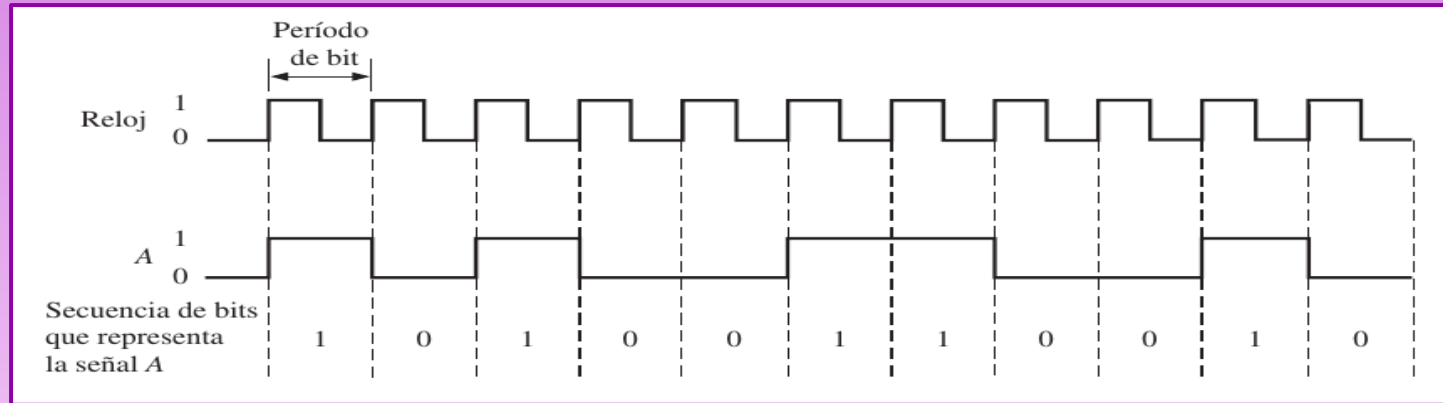 Período
de bit
1
Reloj
0
1
A
0
Secuencia de bits
que representa
la señal A
1 0 1 0 0 1 1 0 0 1 0